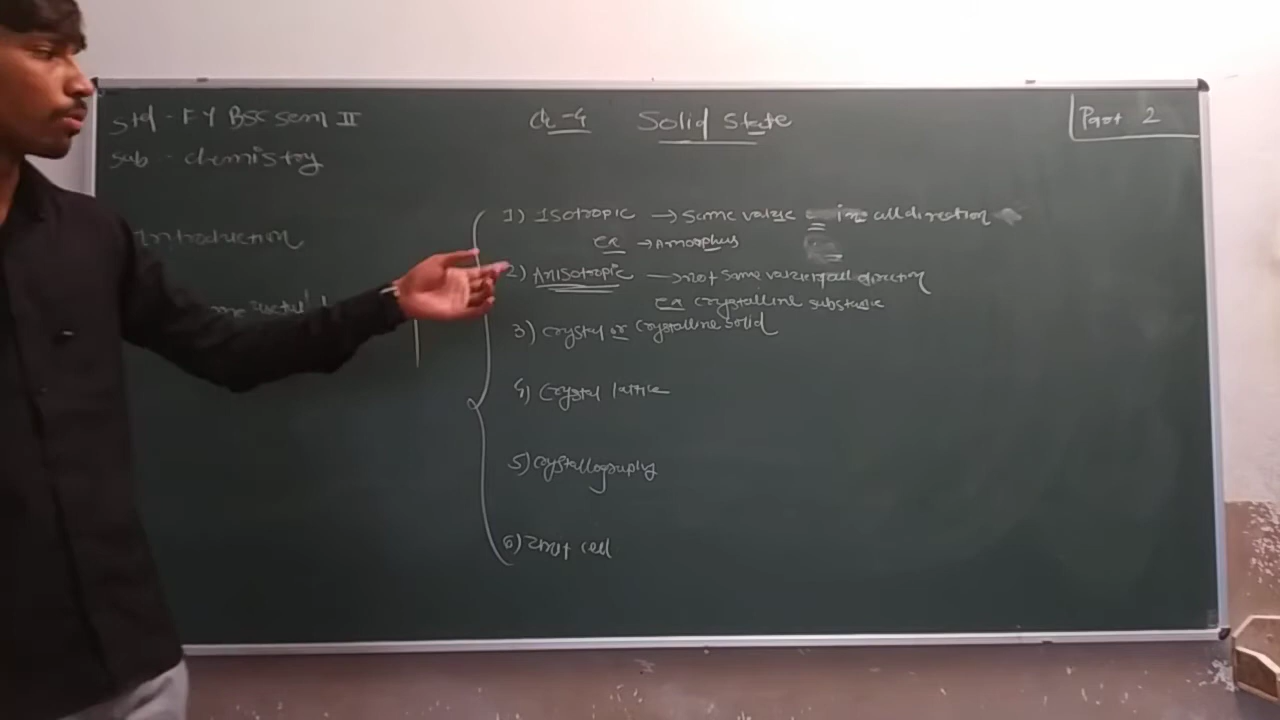 Std - FY BSC Sem II
Ch-4 Solid State
Part 2
Sub - chemistry
Introduction
1) Isotropic → Same value in all direction
Ex → Amorphus
2) Anisotropic → not same value in all direction
Ex crystalline substance
3) Crystal or Crystalline Solid
4) Crystal lattice
5) Crystallography
6) Unit cell